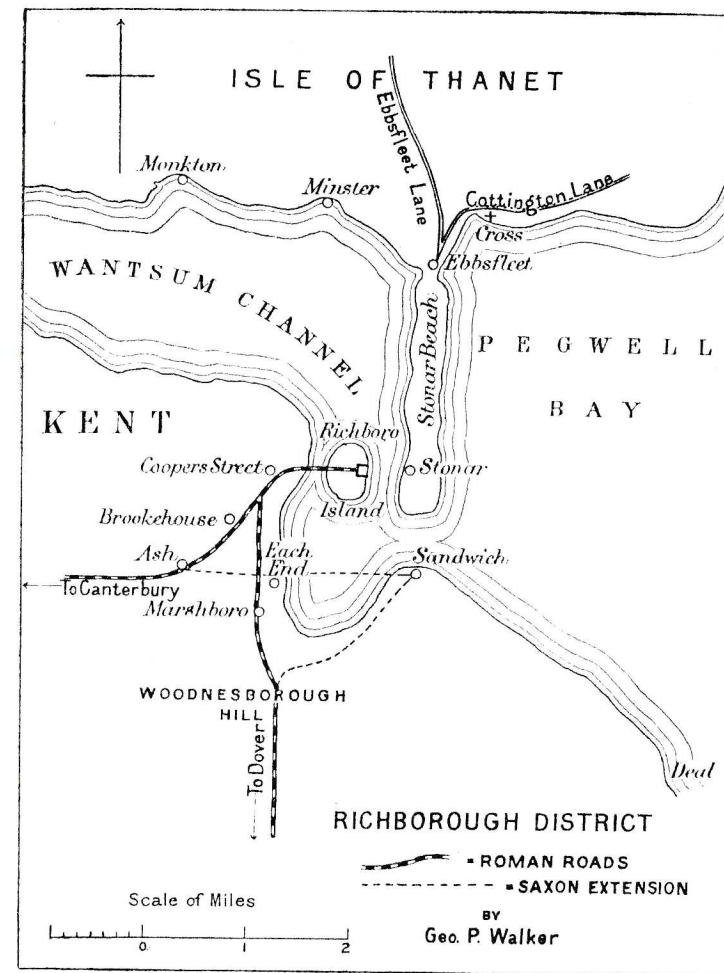 ISLE OF THANET
Ebbsfleet Lane
Monkton
Minster
Cottington Lane
Cross
Ebbsfleet
WANTSUM CHANNEL
Stonar Beach
PEGWELL
BAY
KENT
Richboro
Island
Coopers Street
Stonar
Brookehouse
Ash
Each
End
Sandwich
To Canterbury
Marshboro
WOODNESBOROUGH
HILL
To Dover
Deal
RICHBOROUGH DISTRICT
= ROMAN ROADS
= SAXON EXTENSION
BY
Geo. P. Walker
Scale of Miles
0 1 2